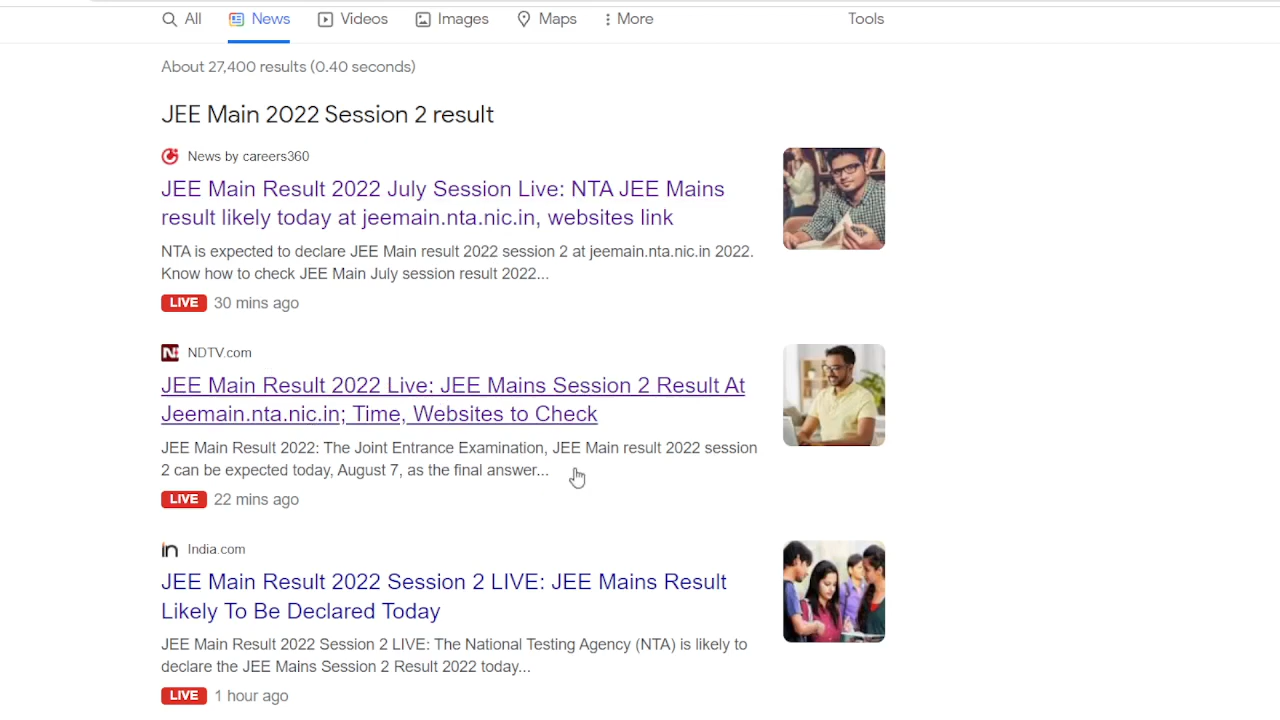 All News Videos Images Maps More Tools
About 27,400 results (0.40 seconds)
JEE Main 2022 Session 2 result
News by careers360
JEE Main Result 2022 July Session Live: NTA JEE Mains
result likely today at jeemain.nta.nic.in, websites link
NTA is expected to declare JEE Main result 2022 session 2 at jeemain.nta.nic.in 2022.
Know how to check JEE Main July session result 2022...
LIVE 30 mins ago
NDTV.com
JEE Main Result 2022 Live: JEE Mains Session 2 Result At
Jeemain.nta.nic.in; Time, Websites to Check
JEE Main Result 2022: The Joint Entrance Examination, JEE Main result 2022 session
2 can be expected today, August 7, as the final answer...
LIVE 22 mins ago
India.com
JEE Main Result 2022 Session 2 LIVE: JEE Mains Result
Likely To Be Declared Today
JEE Main Result 2022 Session 2 LIVE: The National Testing Agency (NTA) is likely to
declare the JEE Mains Session 2 Result 2022 today...
LIVE 1 hour ago